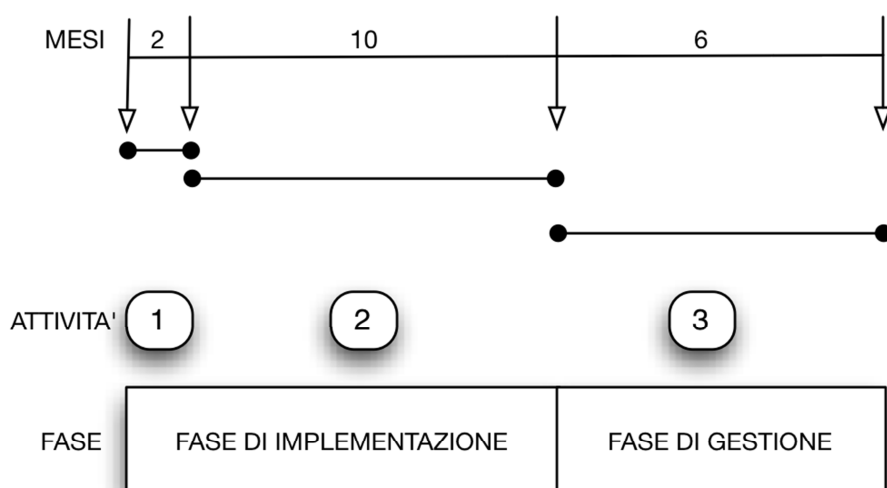 MESI 2 10 6
ATTIVITA' 1 2 3
FASE FASE DI IMPLEMENTAZIONE FASE DI GESTIONE